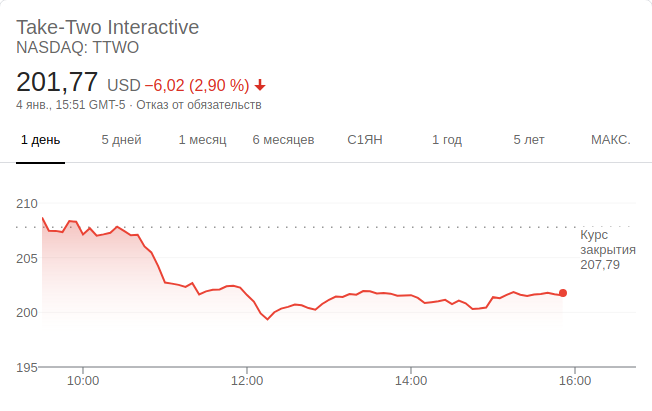 Take-Two Interactive
NASDAQ: TTWO
201,77 USD −6,02 (2,90 %)
4 янв., 15:51 GMT-5 · Отказ от обязательств
1 день 5 дней 1 месяц 6 месяцев С1ЯН 1 год 5 лет МАКС.
210
205
200
195
Курс
закрытия
207,79
10:00 12:00 14:00 16:00